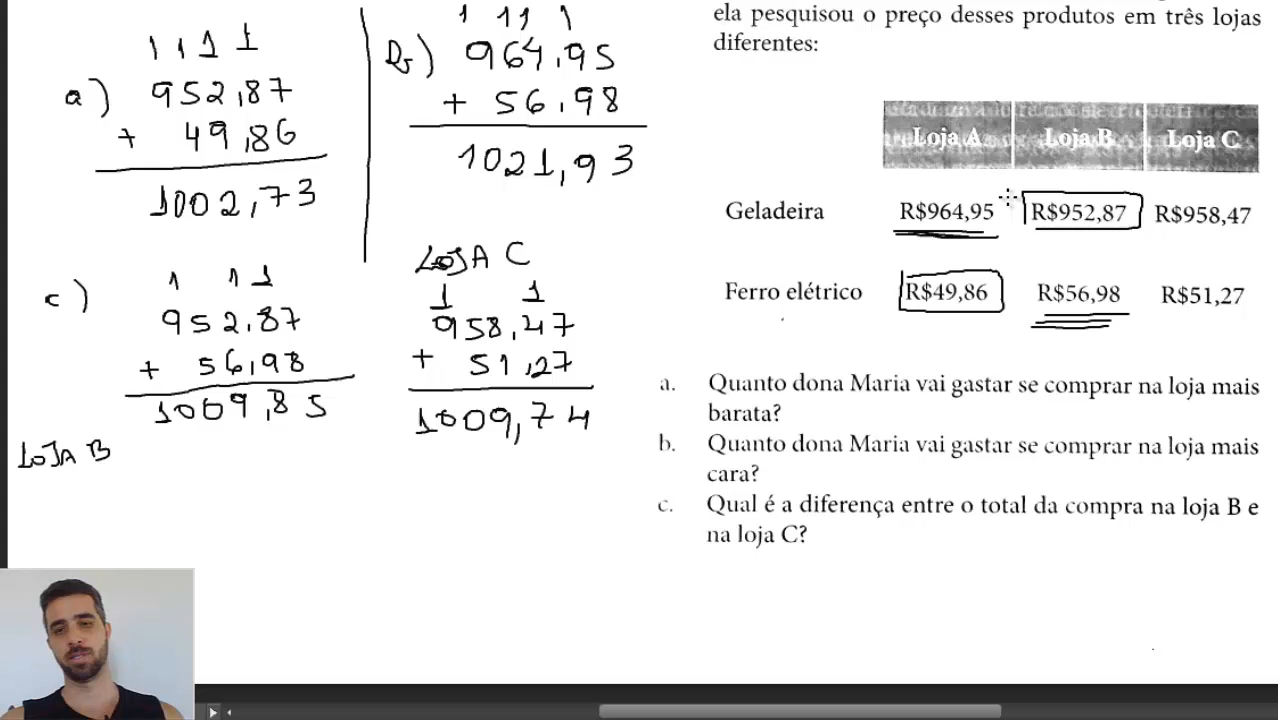 1 1 1 1
a) 952,87
+ 49,86
1002,73
1 1 1 1
b) 964,95
+ 56,98
1021,93
1 1 1
c) 952,87
+ 56,98
1009,85
LOJA B
LOJA C
1 1
958,47
+ 51,27
1009,74
ela pesquisou o preço desses produtos em três lojas
diferentes:
Loja A Loja B Loja C
Geladeira R$964,95 R$952,87 R$958,47
Ferro elétrico R$49,86 R$56,98 R$51,27
a. Quanto dona Maria vai gastar se comprar na loja mais
barata?
b. Quanto dona Maria vai gastar se comprar na loja mais
cara?
c. Qual é a diferença entre o total da compra na loja B e
na loja C?